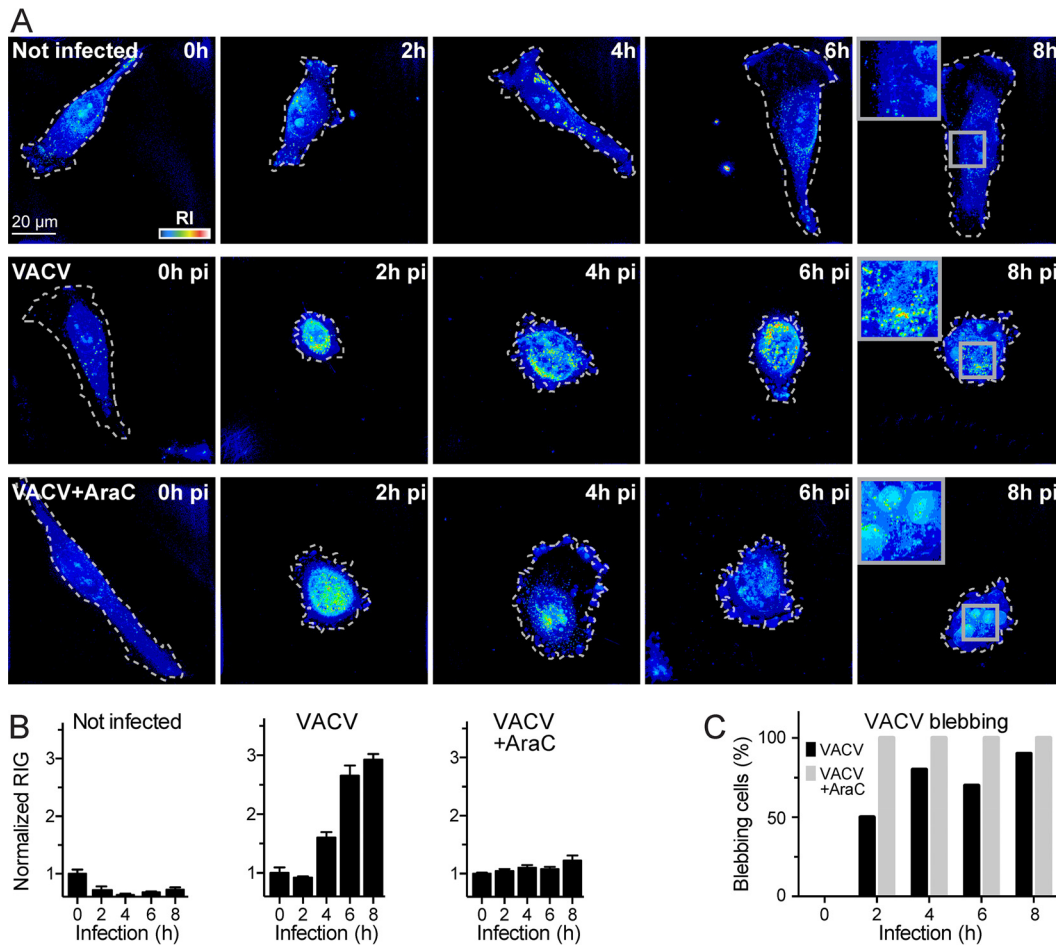 A
Not infected 0h
2h
4h
6h
8h
RI
20 µm
VACV 0h pi
2h pi
4h pi
6h pi
8h pi
VACV+AraC 0h pi
2h pi
4h pi
6h pi
8h pi
B
Not infected
Normalized RIG
3
2
1
0 2 4 6 8
Infection (h)
VACV
3
2
1
0 2 4 6 8
Infection (h)
VACV
+AraC
3
2
1
0 2 4 6 8
Infection (h)
C
VACV blebbing
Blebbing cells (%)
100
50
0
VACV
VACV
+AraC
0 2 4 6 8
Infection (h)